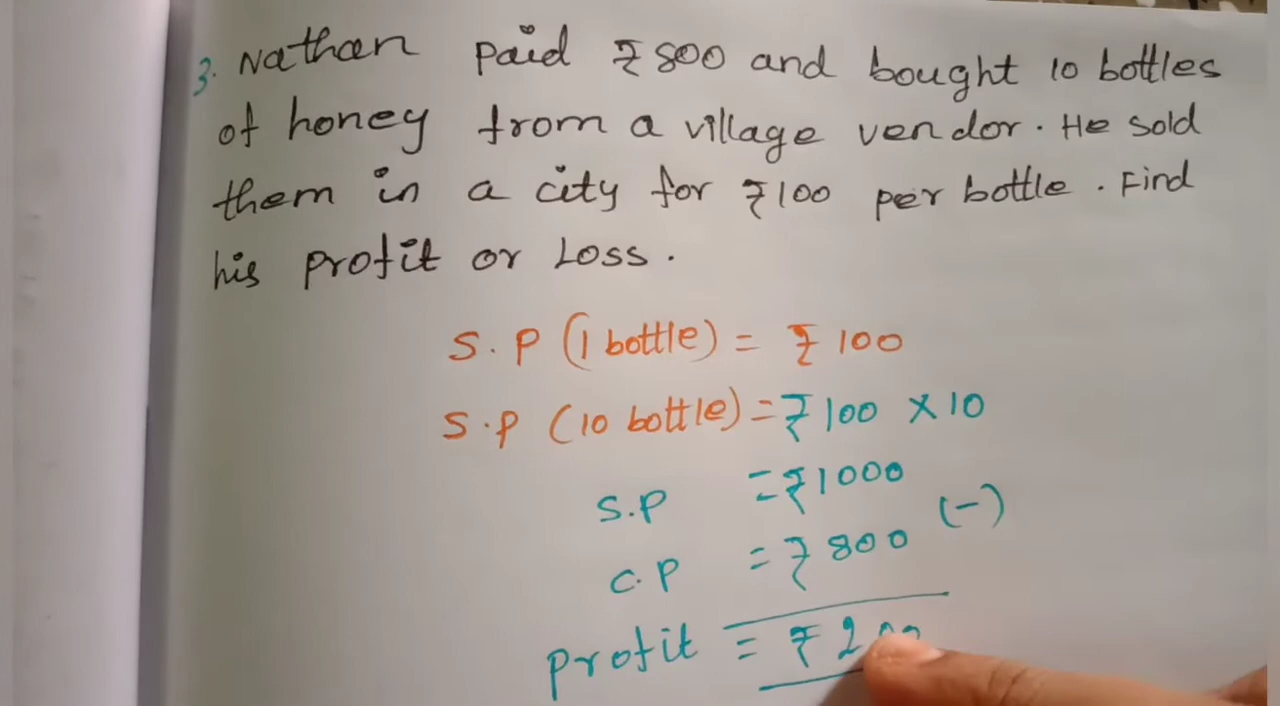 3. Nathan paid ₹800 and bought 10 bottles
of honey from a village vendor. He sold
them in a city for ₹100 per bottle. Find
his profit or Loss.
S.P (1 bottle) = ₹100
S.P (10 bottle) = ₹100 X 10
S.P = ₹1000
C.P = ₹800 (-)
profit = ₹200